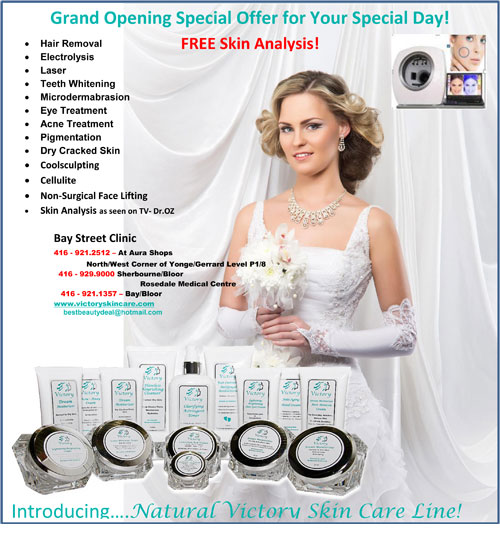 Grand Opening Special Offer for Your Special Day!
FREE Skin Analysis!
• Hair Removal
• Electrolysis
• Laser
• Teeth Whitening
• Microdermabrasion
• Eye Treatment
• Acne Treatment
• Pigmentation
• Dry Cracked Skin
• Coolsculpting
• Cellulite
• Non-Surgical Face Lifting
• Skin Analysis as seen on TV- Dr.OZ
Bay Street Clinic
416 - 921.2512 – At Aura Shops
North/West Corner of Yonge/Gerrard Level P1/8
416 - 929.9000 Sherbourne/Bloor
Rosedale Medical Centre
416 - 921.1357 – Bay/Bloor
www.victoryskincare.com
bestbeautydeal@hotmail.com
Victory
Victory
Victory
Victory
Introducing....Natural Victory Skin Care Line!